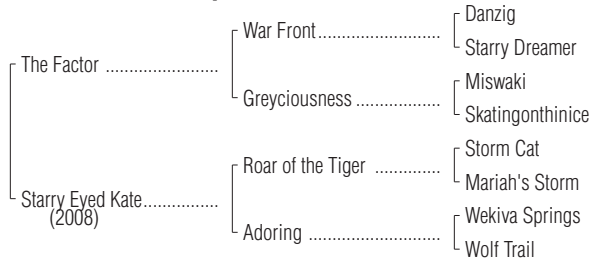 Danzig
War Front
Starry Dreamer
The Factor
Miswaki
Greyciousness
Skatingonthinice
Storm Cat
Roar of the Tiger
Mariah's Storm
Starry Eyed Kate
(2008)
Wekiva Springs
Adoring
Wolf Trail